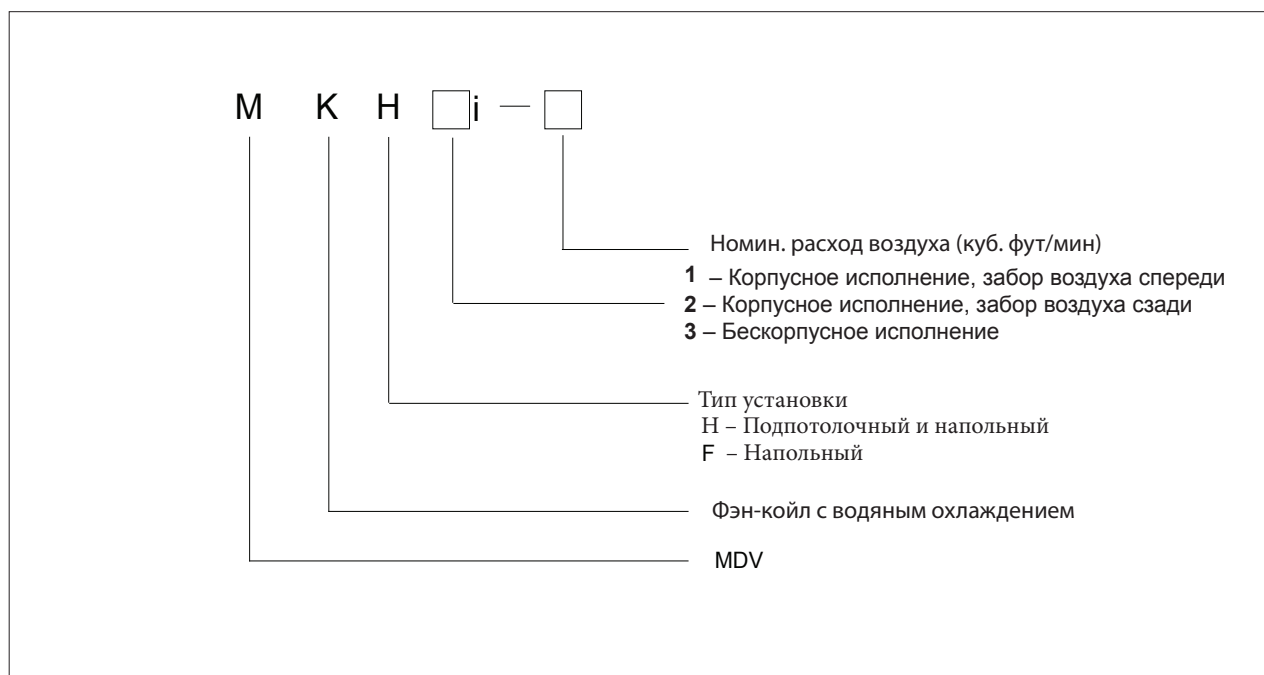 M K H □i — □
Номин. расход воздуха (куб. фут/мин)
1 – Корпусное исполнение, забор воздуха спереди
2 – Корпусное исполнение, забор воздуха сзади
3 – Бескорпусное исполнение
Тип установки
Н – Подпотолочный и напольный
F – Напольный
Фэн-койл с водяным охлаждением
MDV